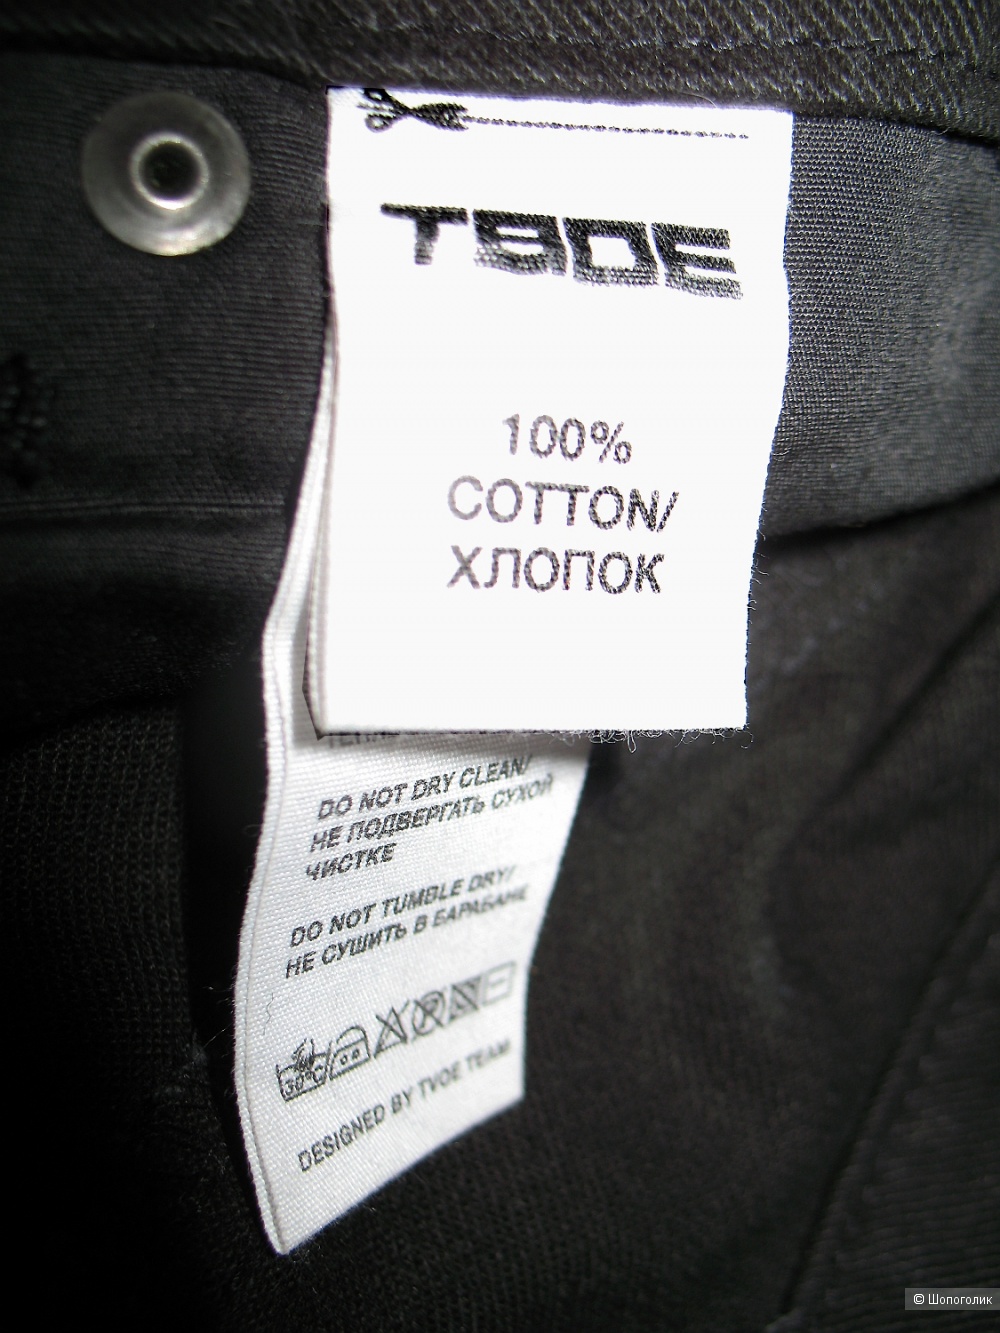 ТВОЕ
100%
COTTON/
ХЛОПОК
DO NOT DRY CLEAN/
НЕ ПОДВЕРГАТЬ СУХОЙ
ЧИСТКЕ
DO NOT TUMBLE DRY/
НЕ СУШИТЬ В БАРАБАНЕ
30°C
DESIGNED BY TVOE TEAM
© Шопоголик